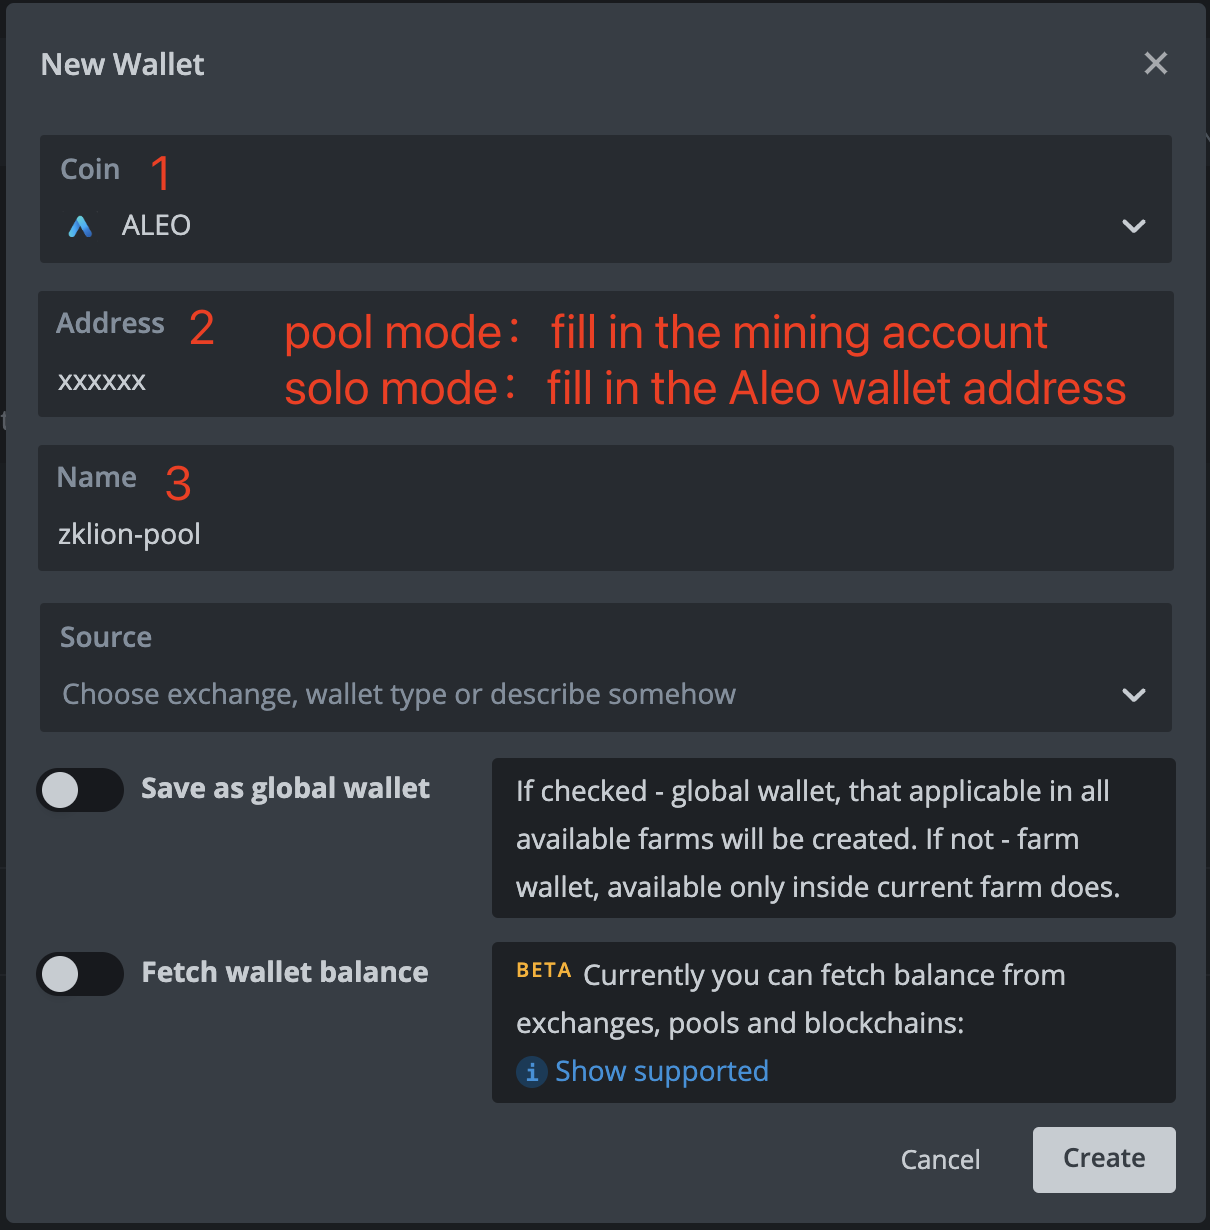 New Wallet
Coin 1
ALEO
Address 2 pool mode： fill in the mining account
xxxxxx solo mode： fill in the Aleo wallet address
Name 3
zklion-pool
Source
Choose exchange, wallet type or describe somehow
Save as global wallet
If checked - global wallet, that applicable in all
available farms will be created. If not - farm
wallet, available only inside current farm does.
Fetch wallet balance
BETA Currently you can fetch balance from
exchanges, pools and blockchains:
i Show supported
Cancel Create